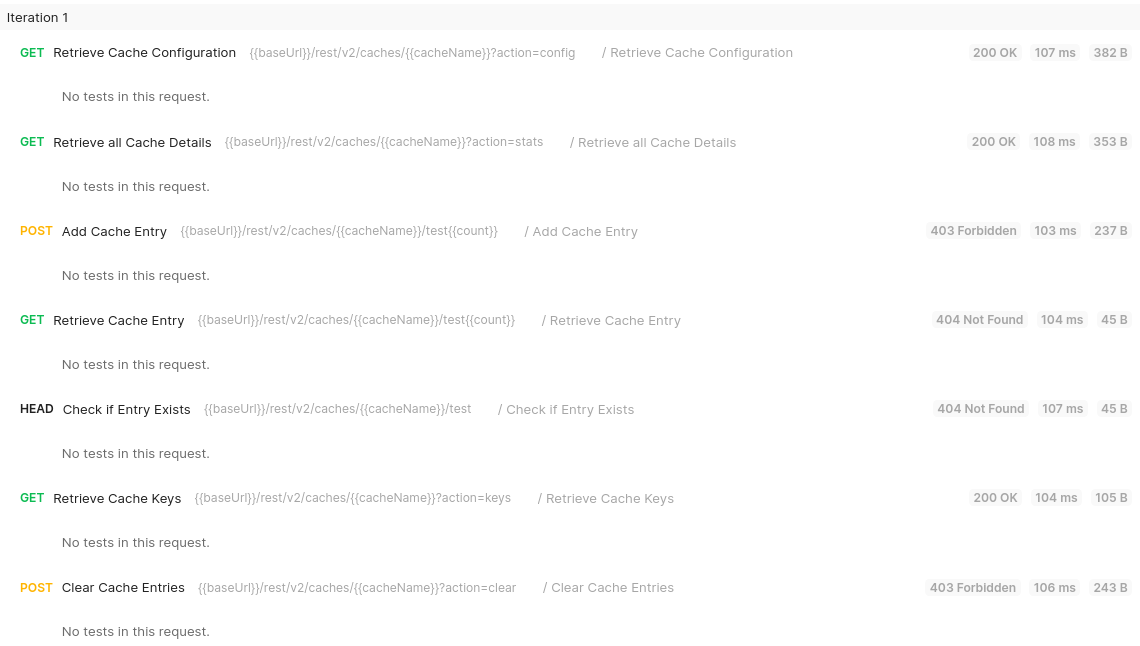 Iteration 1
GET Retrieve Cache Configuration {{baseUrl}}/rest/v2/caches/{{cacheName}}?action=config / Retrieve Cache Configuration 200 OK 107 ms 382 B
No tests in this request.
GET Retrieve all Cache Details {{baseUrl}}/rest/v2/caches/{{cacheName}}?action=stats / Retrieve all Cache Details 200 OK 108 ms 353 B
No tests in this request.
POST Add Cache Entry {{baseUrl}}/rest/v2/caches/{{cacheName}}/test{{count}} / Add Cache Entry 403 Forbidden 103 ms 237 B
No tests in this request.
GET Retrieve Cache Entry {{baseUrl}}/rest/v2/caches/{{cacheName}}/test{{count}} / Retrieve Cache Entry 404 Not Found 104 ms 45 B
No tests in this request.
HEAD Check if Entry Exists {{baseUrl}}/rest/v2/caches/{{cacheName}}/test / Check if Entry Exists 404 Not Found 107 ms 45 B
No tests in this request.
GET Retrieve Cache Keys {{baseUrl}}/rest/v2/caches/{{cacheName}}?action=keys / Retrieve Cache Keys 200 OK 104 ms 105 B
No tests in this request.
POST Clear Cache Entries {{baseUrl}}/rest/v2/caches/{{cacheName}}?action=clear / Clear Cache Entries 403 Forbidden 106 ms 243 B
No tests in this request.